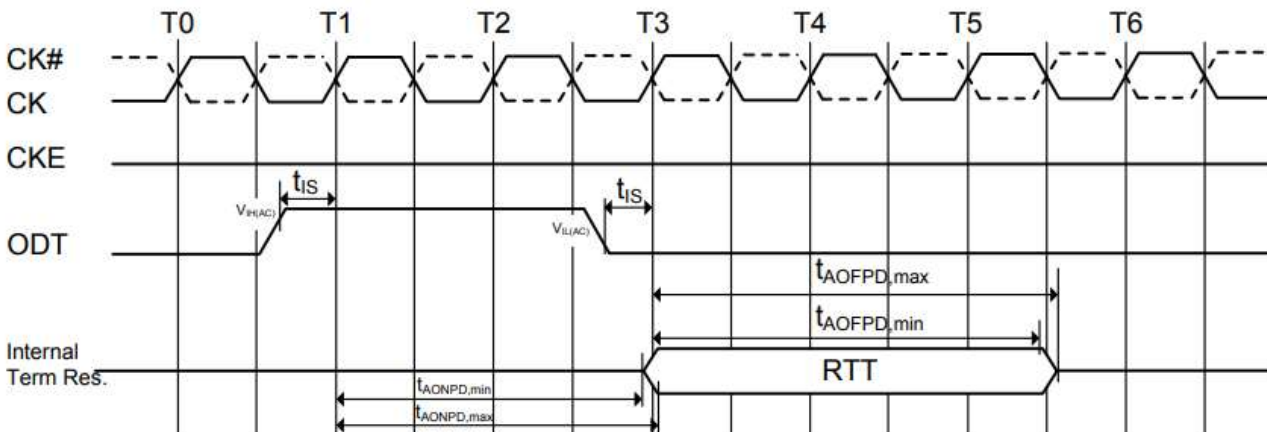 T0 T1 T2 T3 T4 T5 T6
CK#
CK
CKE
tIS
tIS
VIH(AC)
VIL(AC)
ODT
tAOFPD,max
tAOFPD,min
Internal
Term Res.
RTT
tAONPD,min
tAONPD,max